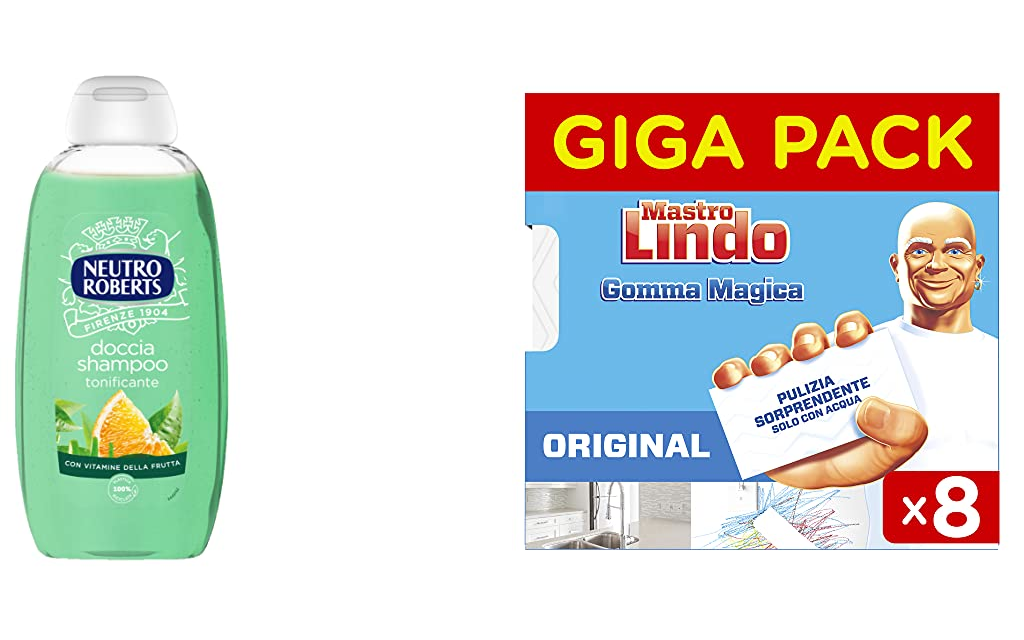 NEUTRO
ROBERTS
FIRENZE 1904
doccia
shampoo
tonificante
CON VITAMINE DELLA FRUTTA
100%
GIGA PACK
Mastro
Lindo
Gomma Magica
PULIZIA
SORPRENDENTE
SOLO CON ACQUA
ORIGINAL
x8